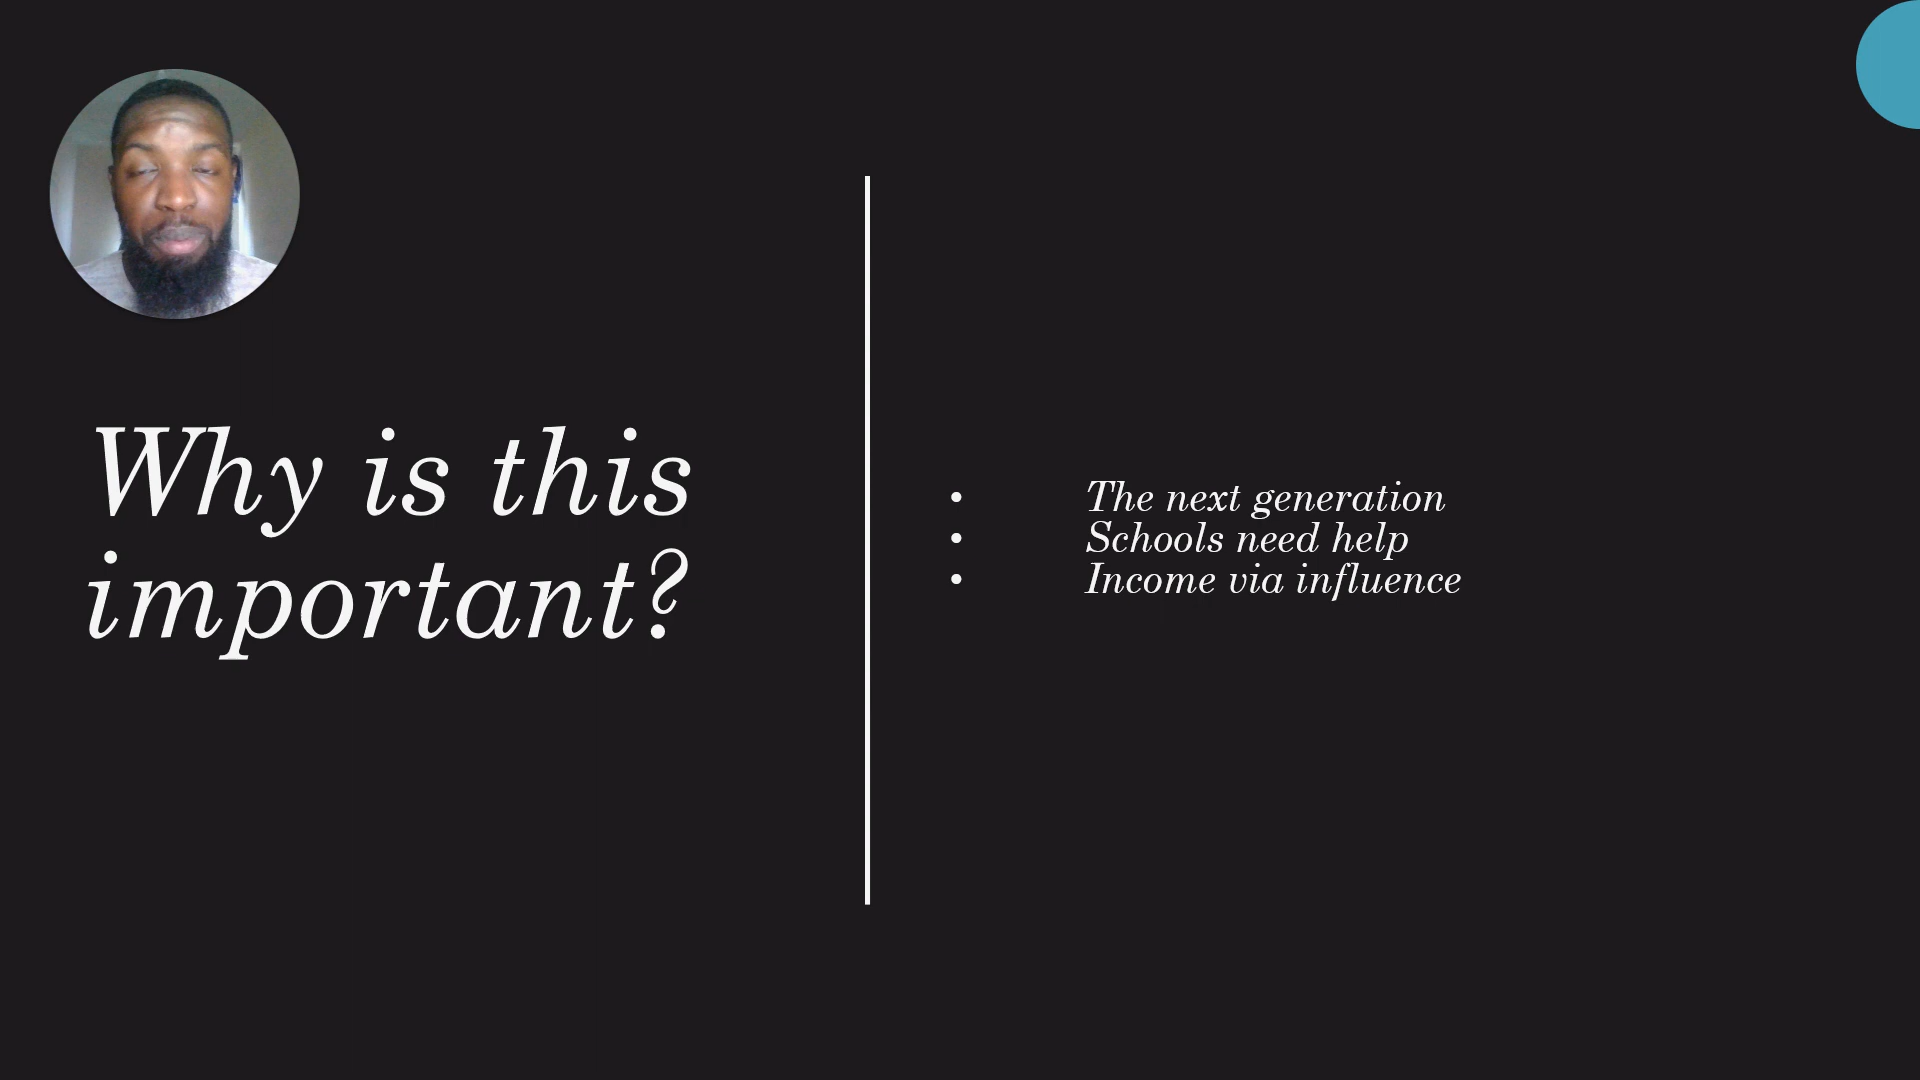 Why is this
important?
• The next generation
• Schools need help
• Income via influence